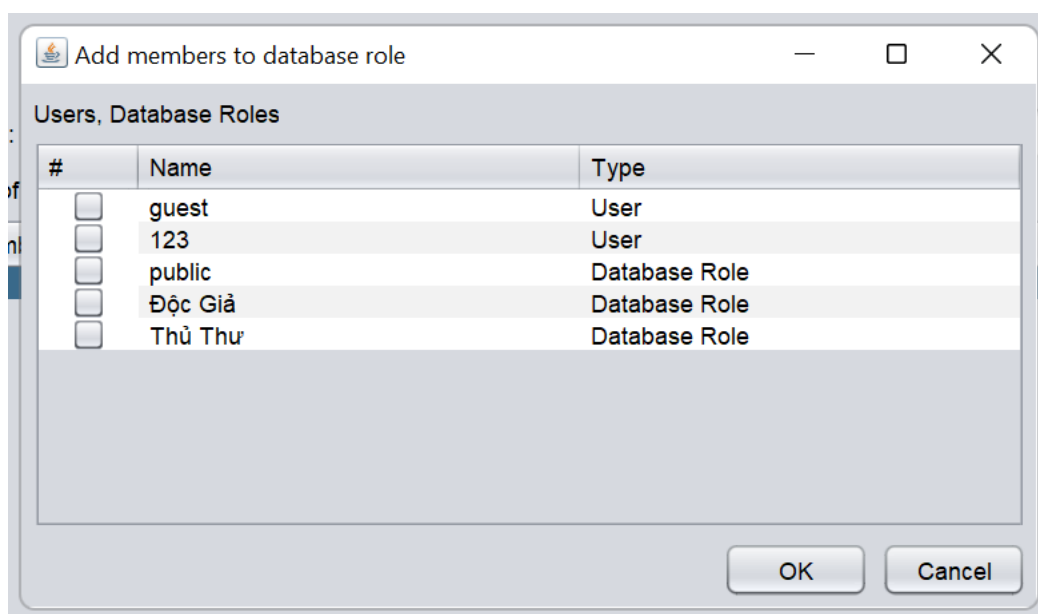 Add members to database role
Users, Database Roles
# Name Type
guest User
123 User
public Database Role
Độc Giả Database Role
Thủ Thư Database Role
OK Cancel